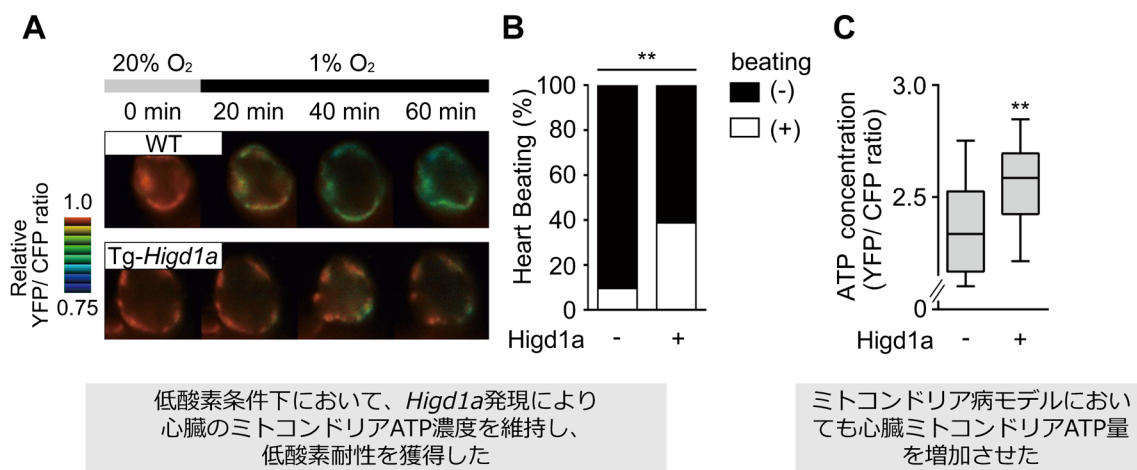 A
20% O₂
1% O₂
0 min
20 min
40 min
60 min
WT
Tg-Higd1a
Relative
YFP/ CFP ratio
1.0
0.75
B
**
beating
(-)
(+)
Heart Beating (%)
100
80
60
40
20
0
Higd1a
-
+
C
**
ATP concentration
(YFP/ CFP ratio)
3.0
2.5
0
Higd1a
-
+
低酸素条件下において、Higd1a発現により
心臓のミトコンドリアATP濃度を維持し、
低酸素耐性を獲得した
ミトコンドリア病モデルにおい
ても心臓ミトコンドリアATP量
を増加させた